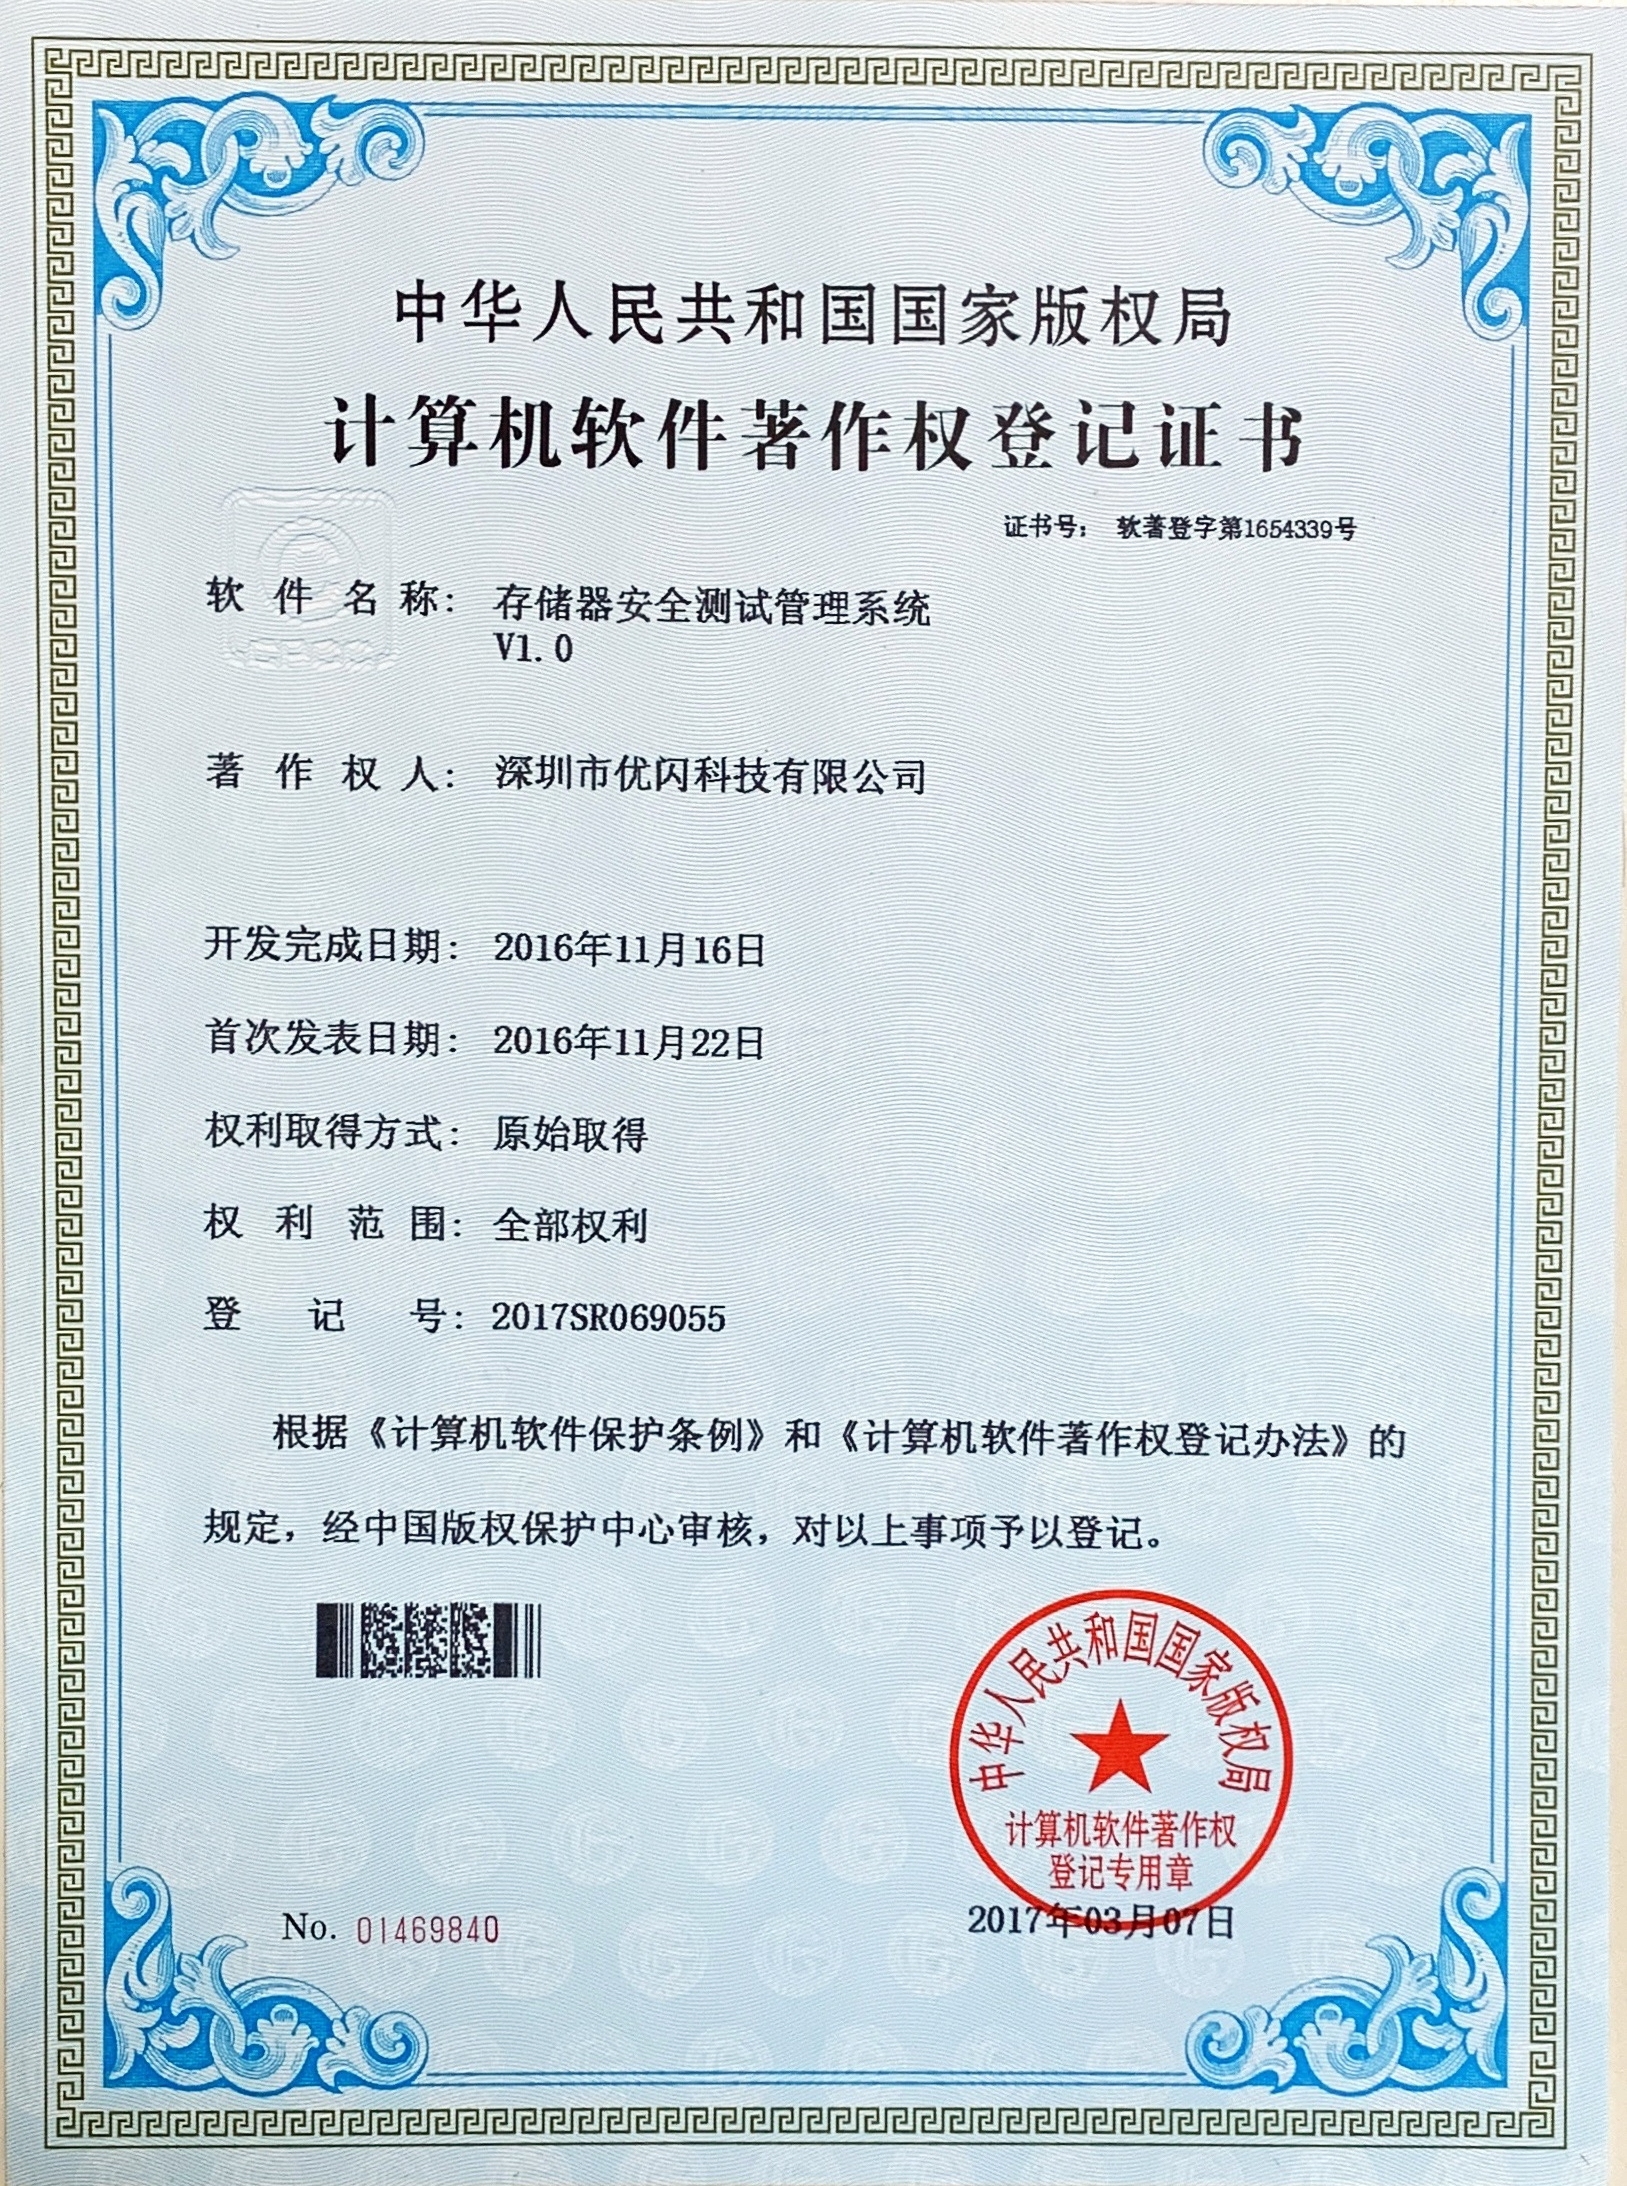 中华人民共和国国家版权局
计算机软件著作权登记证书
证书号： 软著登字第1654339号
软件名称： 存储器安全测试管理系统
V1.0
著作权人： 深圳市优闪科技有限公司
开发完成日期： 2016年11月16日
首次发表日期： 2016年11月22日
权利取得方式： 原始取得
权利范围： 全部权利
登记号： 2017SR069055
根据《计算机软件保护条例》和《计算机软件著作权登记办法》的
规定，经中国版权保护中心审核，对以上事项予以登记。
中华人民共和国国家版权局
计算机软件著作权
登记专用章
No. 01469840
2017年03月07日